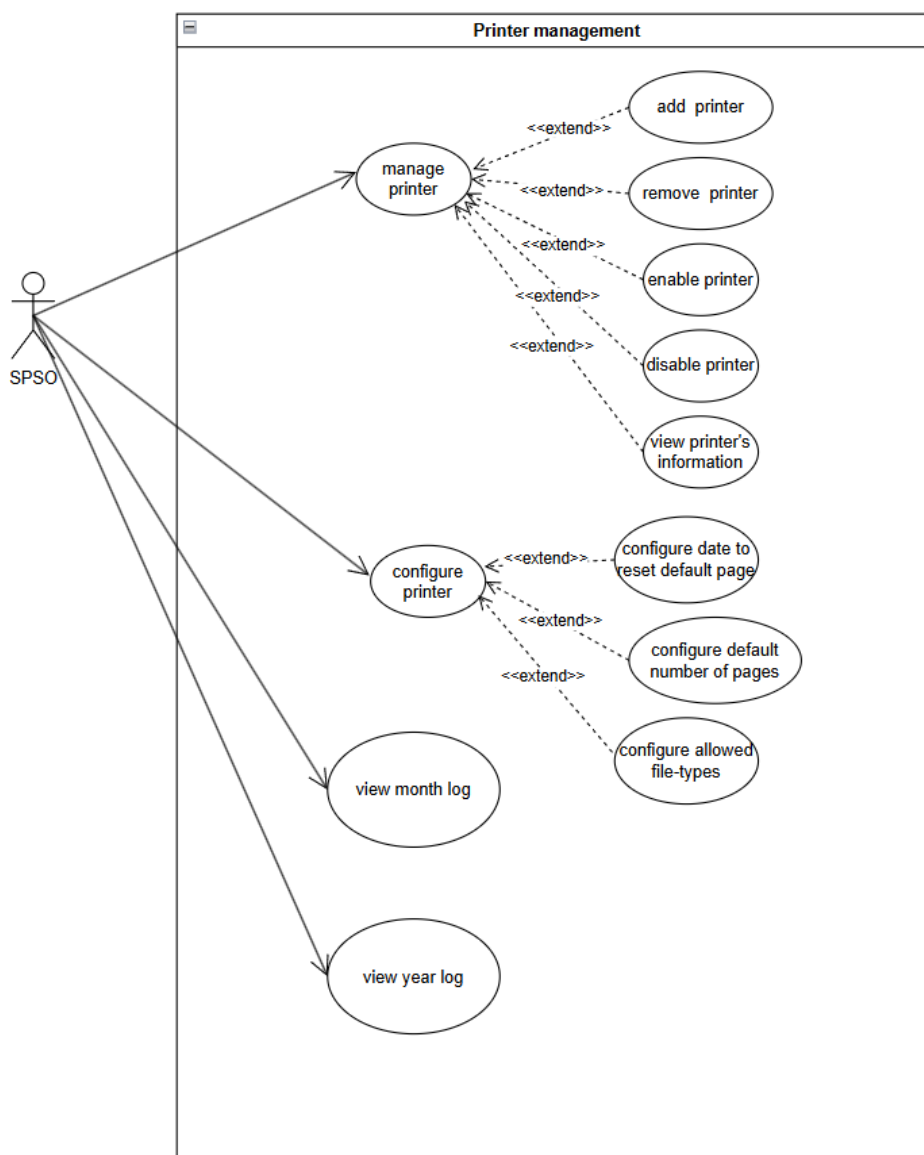 Printer management
add printer
<<extend>>
manage
printer
<<extend>>
remove printer
<<extend>>
enable printer
<<extend>>
disable printer
<<extend>>
view printer's
information
SPSO
configure date to
reset default page
<<extend>>
configure
printer
<<extend>>
configure default
number of pages
<<extend>>
configure allowed
file-types
view month log
view year log